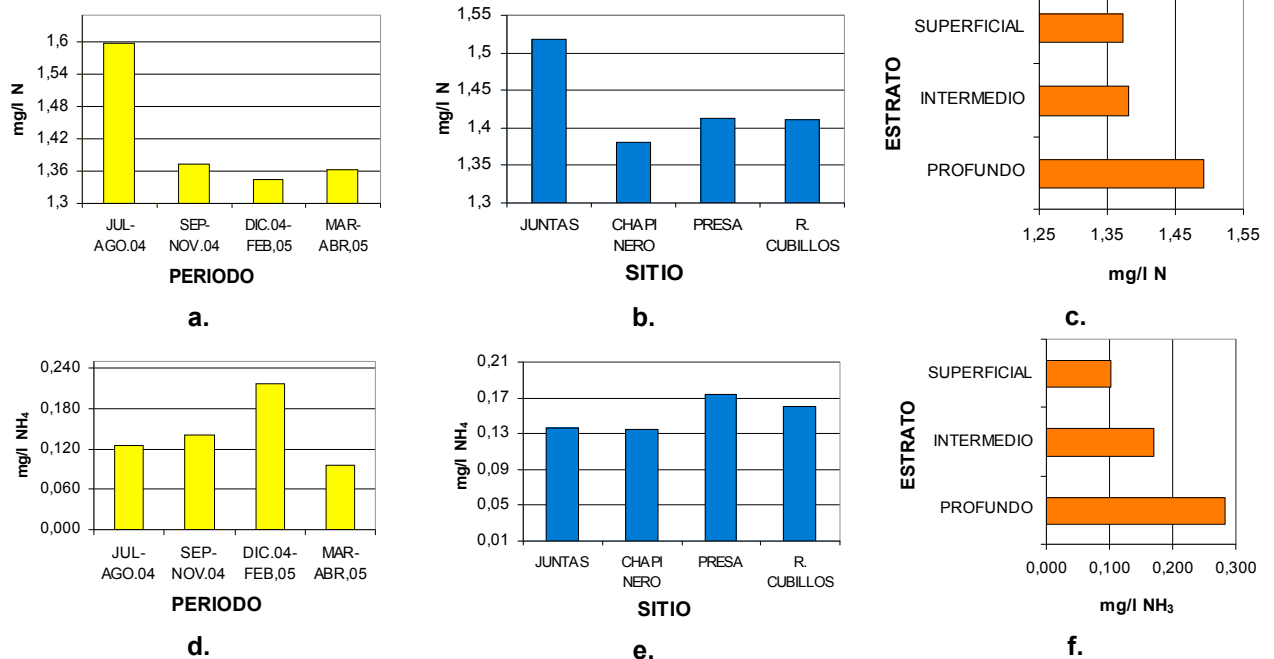 1,6
1,54
1,48
1,42
1,36
1,3
mg/l N
JUL-
AGO.04
SEP-
NOV.04
DIC.04-
FEB,05
MAR-
ABR,05
PERIODO
a.
1,55
1,5
1,45
1,4
1,35
1,3
mg/l N
JUNTAS
CHAPI
NERO
PRESA
R.
CUBILLOS
SITIO
b.
ESTRATO
SUPERFICIAL
INTERMEDIO
PROFUNDO
1,25 1,35 1,45 1,55
mg/l N
c.
0,240
0,180
0,120
0,060
0,000
mg/l NH₄
JUL-
AGO.04
SEP-
NOV.04
DIC.04-
FEB,05
MAR-
ABR,05
PERIODO
d.
0,21
0,17
0,13
0,09
0,05
0,01
mg/l NH₄
JUNTAS
CHAPI
NERO
PRESA
R.
CUBILLOS
SITIO
e.
ESTRATO
SUPERFICIAL
INTERMEDIO
PROFUNDO
0,000 0,100 0,200 0,300
mg/l NH₃
f.